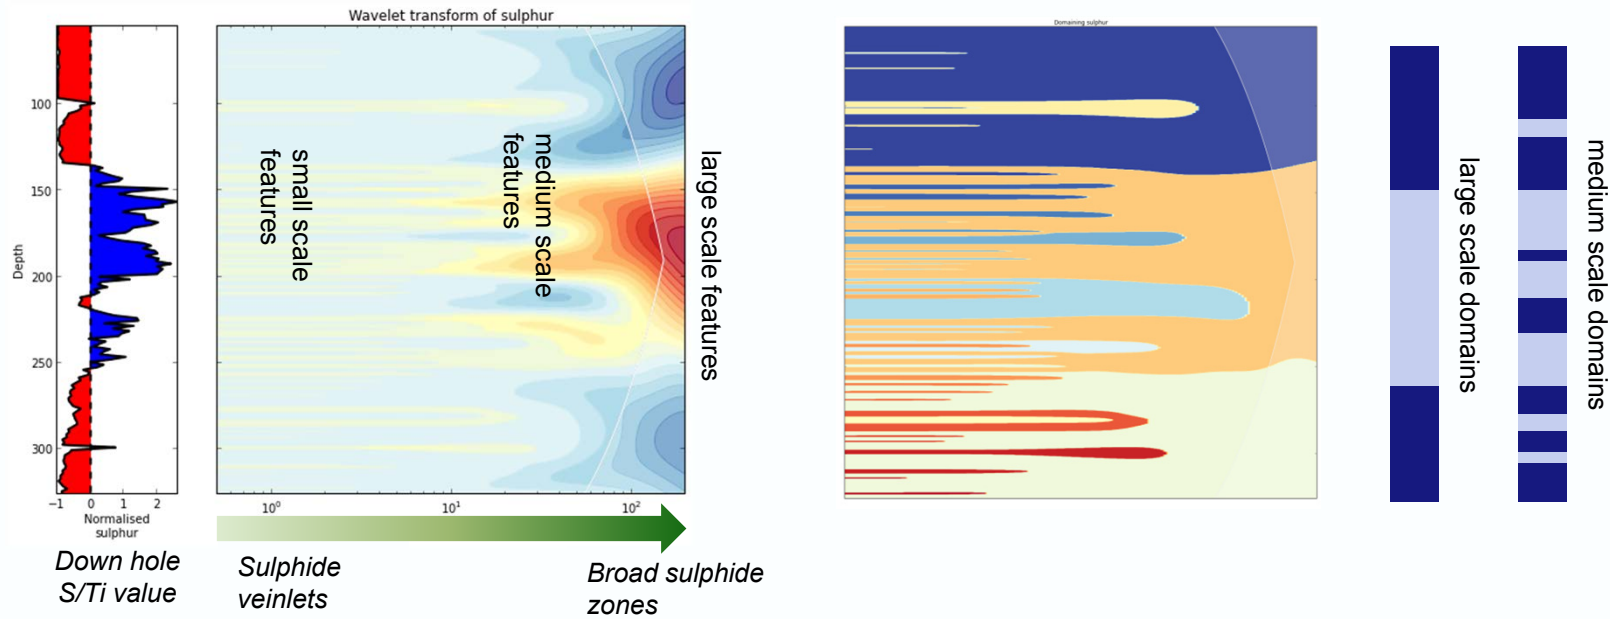 Wavelet transform of sulphur
Depth
100
150
200
250
300
−1 0 1 2
Normalised
sulphur
10⁰ 10¹ 10²
small scale
features
medium scale
features
large scale features
Down hole
S/Ti value
Sulphide
veinlets
Broad sulphide
zones
Domaining sulphur
large scale domains
medium scale domains